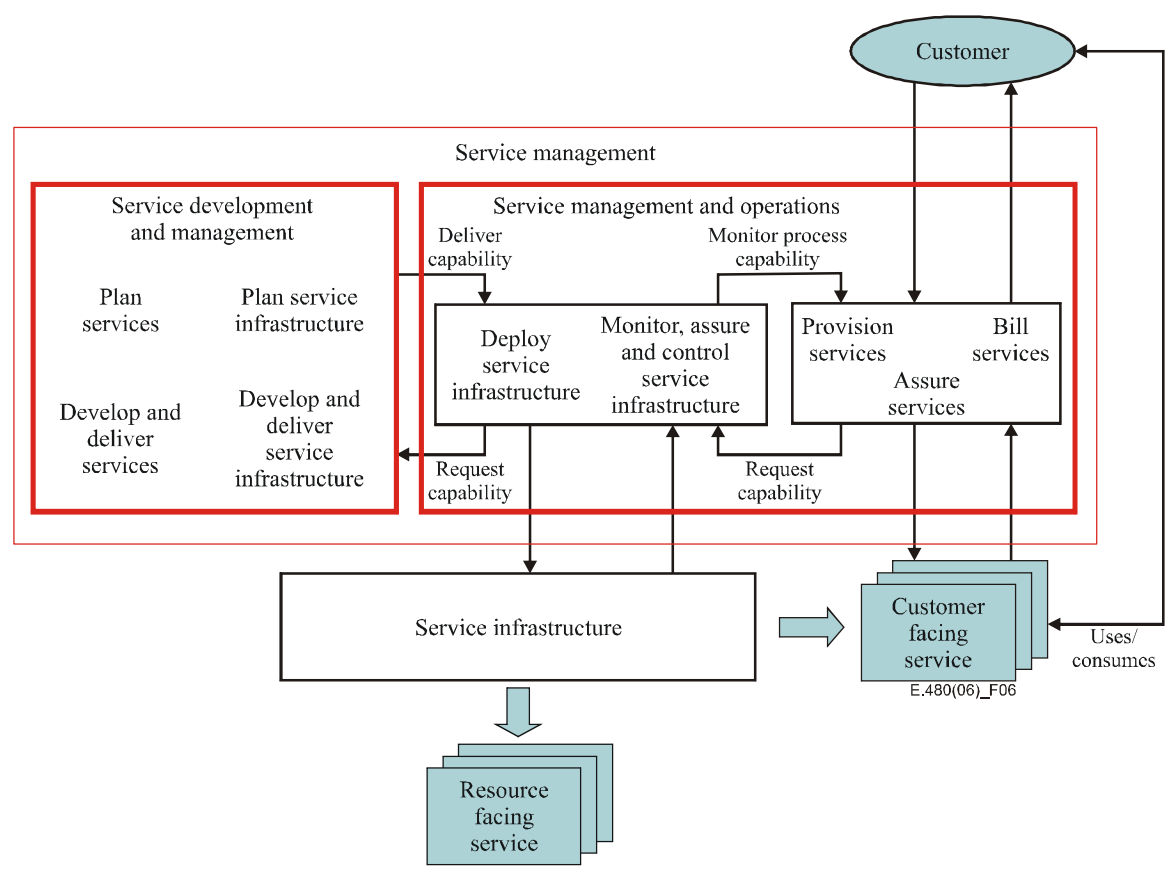 Customer
Service management
Service development
and management
Plan
services
Plan service
infrastructure
Develop and
deliver
services
Develop and
deliver
service
infrastructure
Service management and operations
Deliver
capability
Monitor process
capability
Deploy
service
infrastructure
Monitor, assure
and control
service
infrastructure
Provision
services
Bill
services
Assure
services
Request
capability
Request
capability
Service infrastructure
Customer
facing
service
Uses/
consumes
E.480(06)_F06
Resource
facing
service